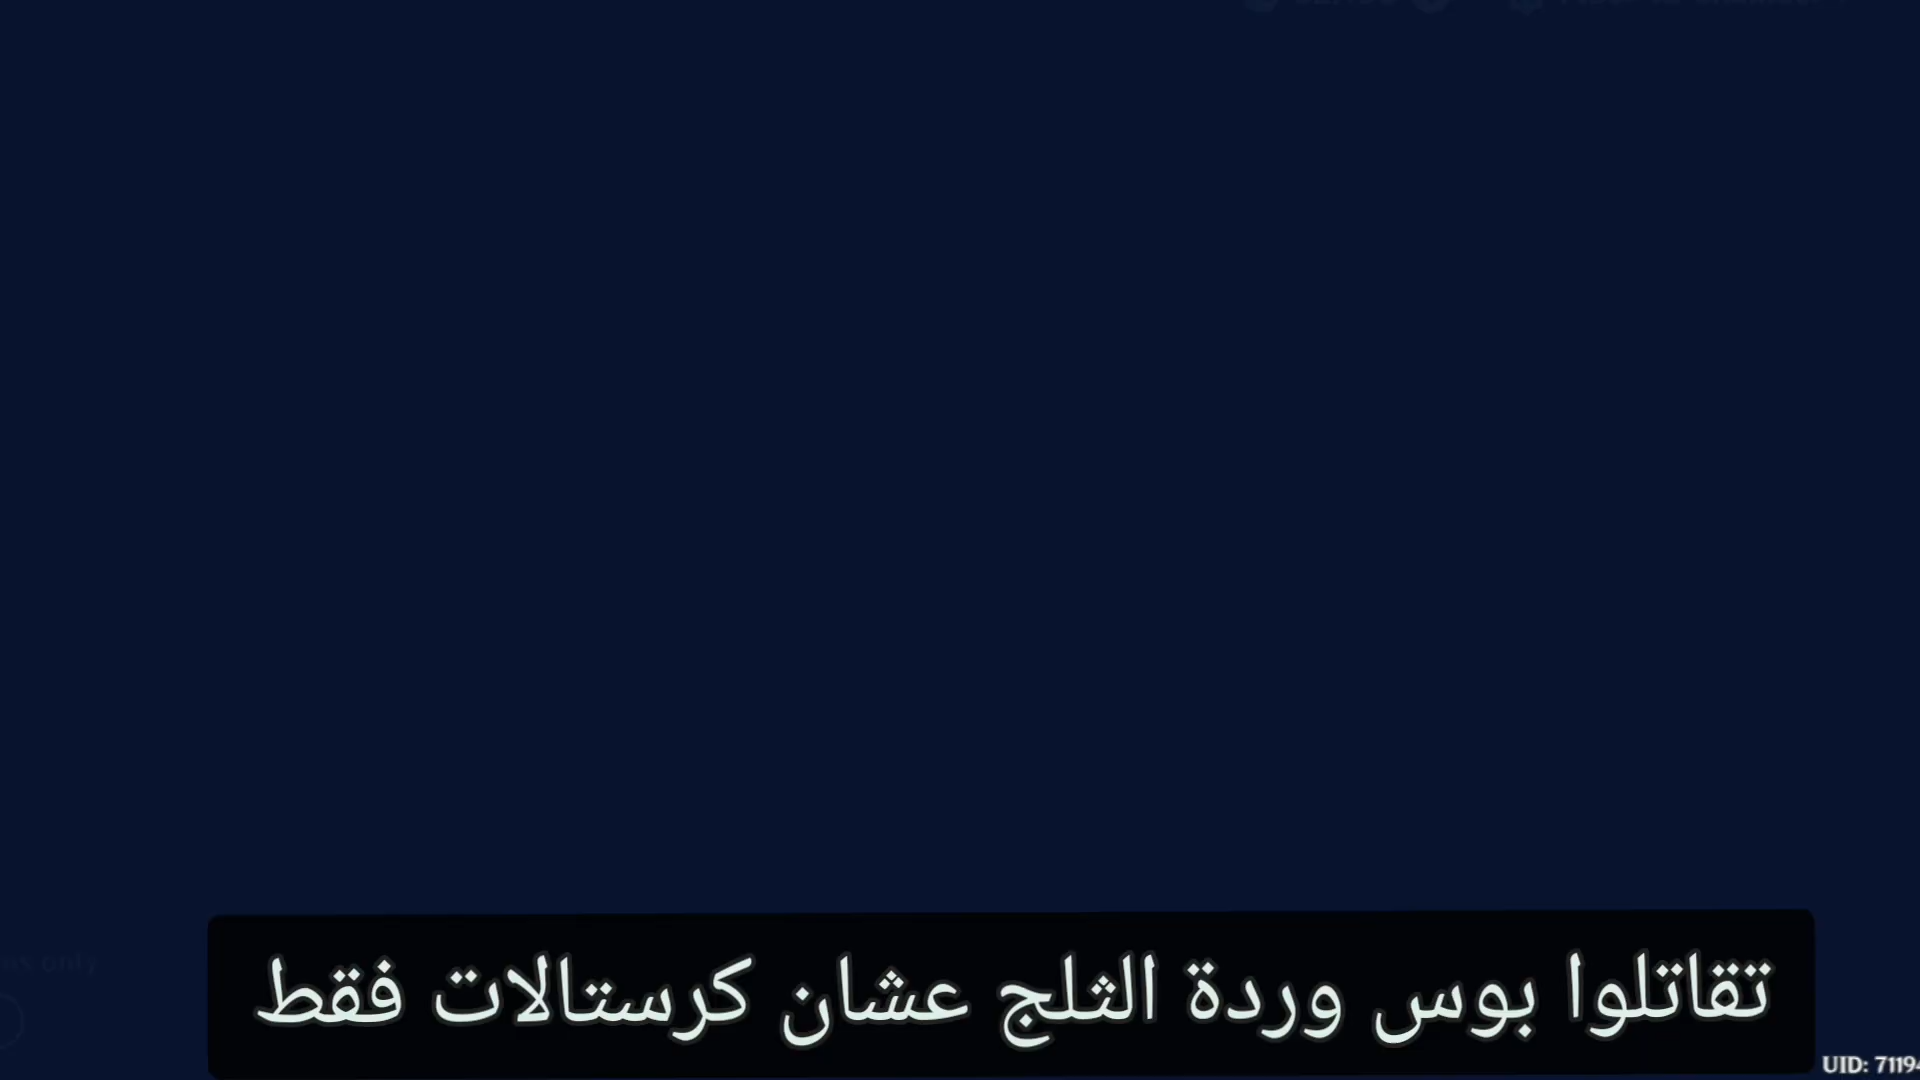 تقاتلوا بوس وردة الثلج عشان كرستالات فقط
UID: 7119